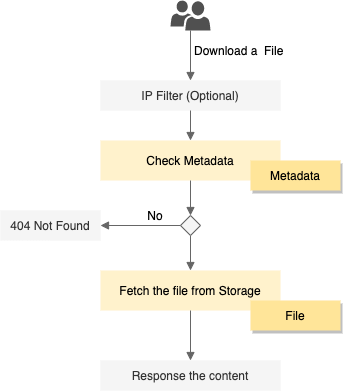 Download a File
IP Filter (Optional)
Check Metadata
Metadata
No
404 Not Found
Fetch the file from Storage
File
Response the content